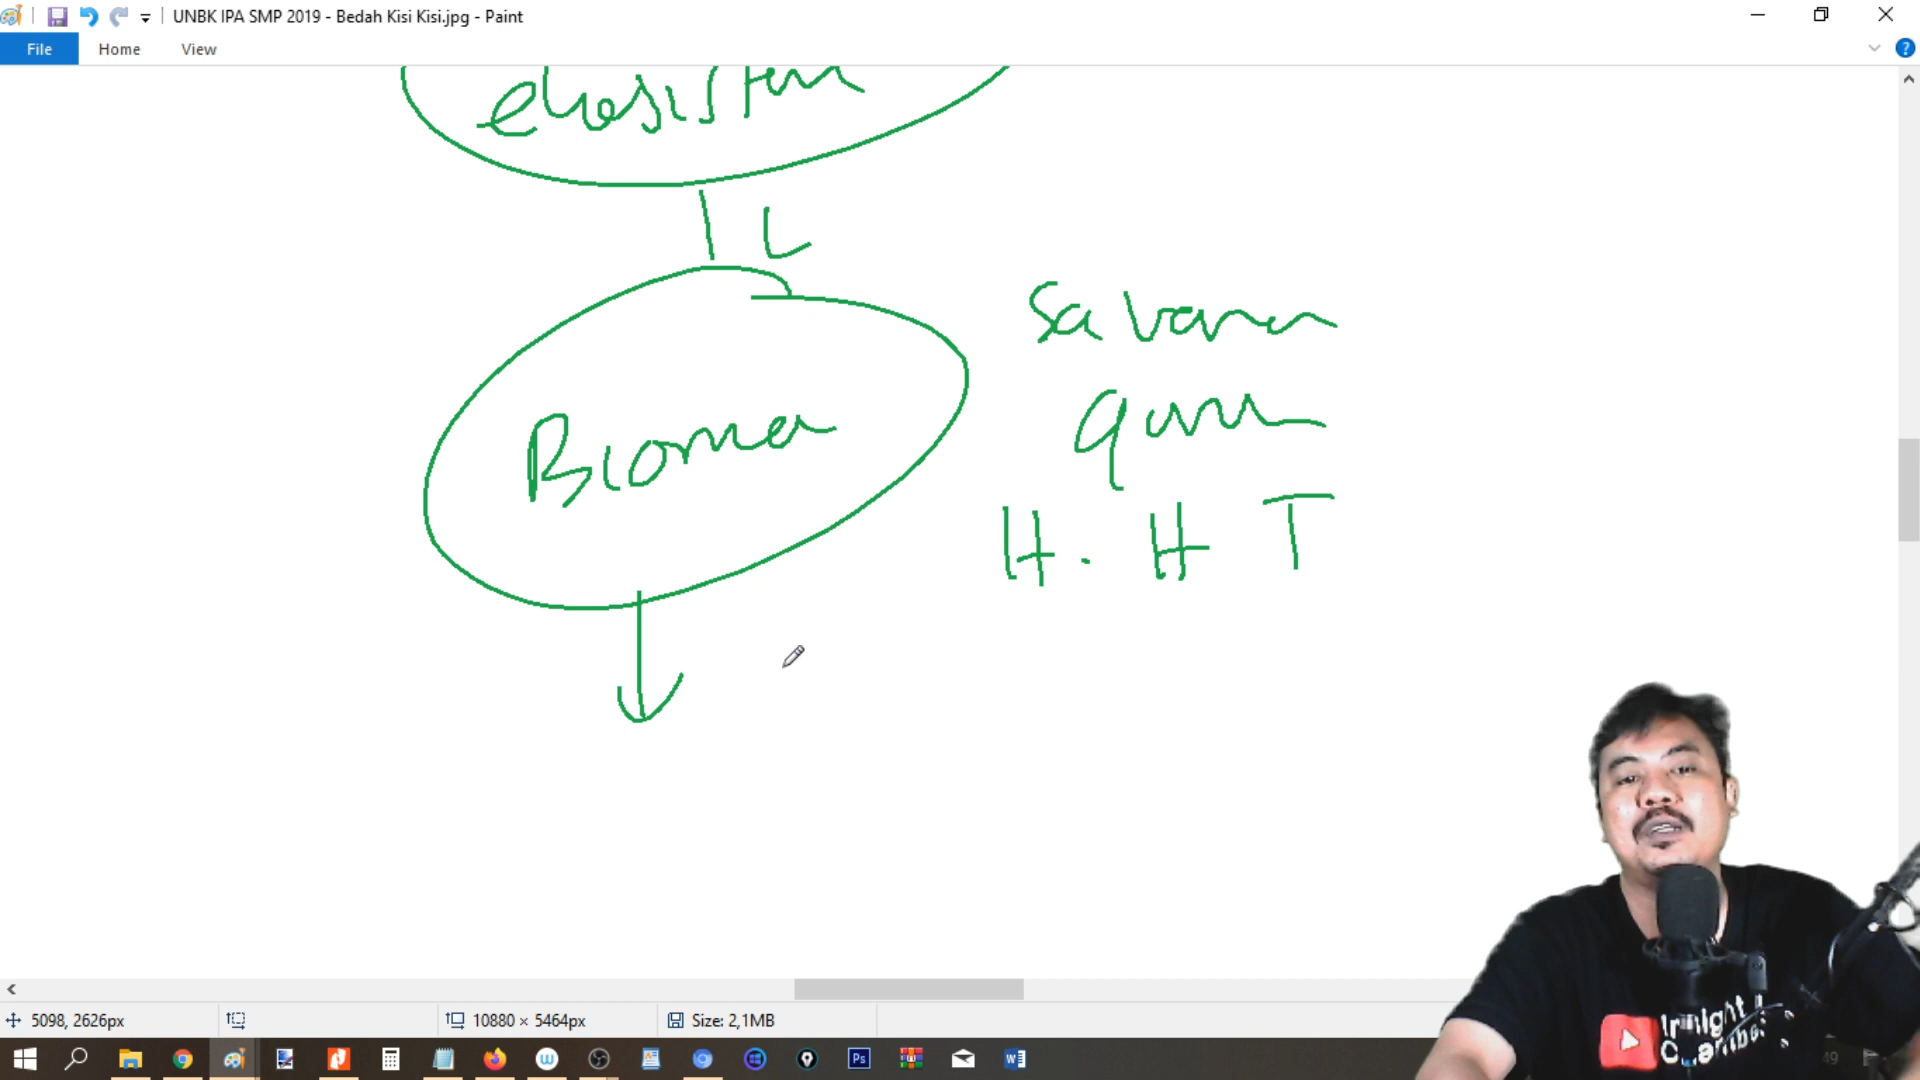 UNBK IPA SMP 2019 - Bedah Kisi Kisi.jpg - Paint
File Home View
ekosistem
L
Savana
Bioma
gurun
H. H T
5098, 2626px
10880 × 5464px
Size: 2,1MB